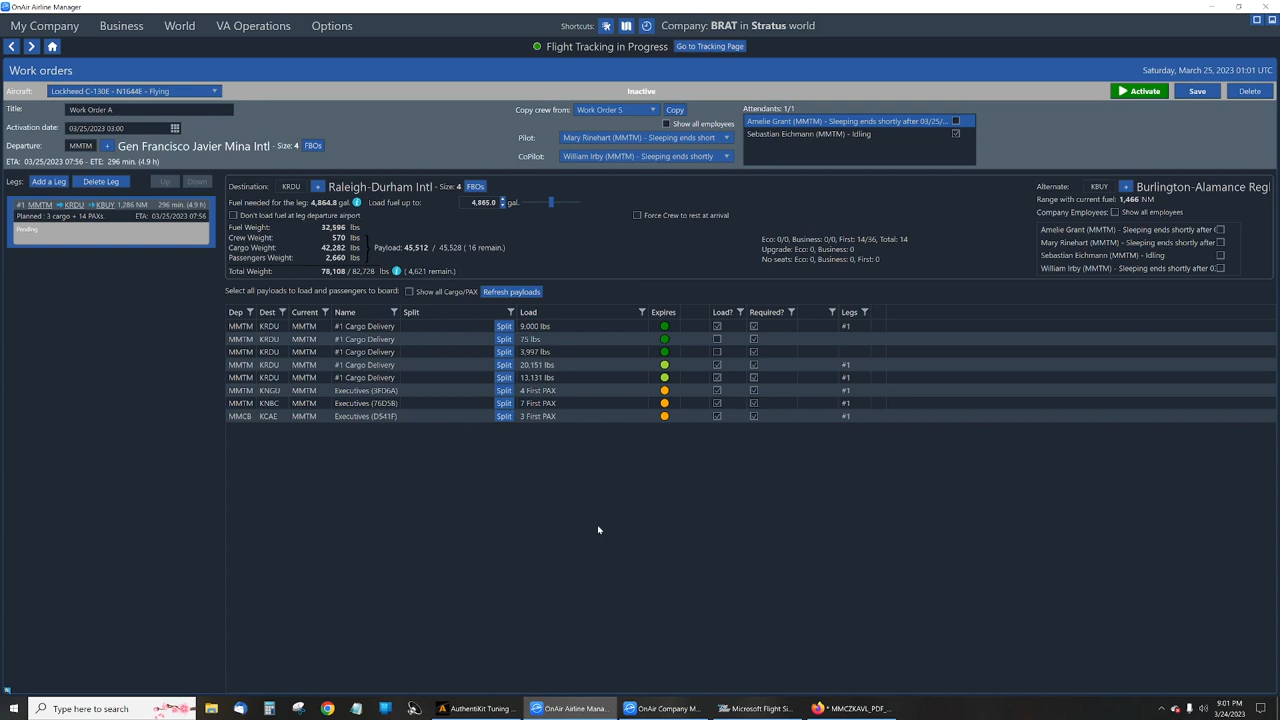 OnAir Airline Manager
My Company Business World VA Operations Options Shortcuts: Company: BRAT in Stratus world
Flight Tracking in Progress Go to Tracking Page
Work orders Saturday, March 25, 2023 01:01 UTC
Aircraft: Lockheed C-130E - N1644E - Flying Inactive Activate Save Delete
Title: Work Order A Copy crew from: Work Order S Copy Attendants: 1/1
Show all employees Amelie Grant (MMTM) - Sleeping ends shortly after 03/25/...
Activation date: 03/25/2023 03:00 Sebastian Eichmann (MMTM) - Idling
Pilot: Mary Rinehart (MMTM) - Sleeping ends short
Departure: MMTM + Gen Francisco Javier Mina Intl - Size: 4 FBOs
CoPilot: William Irby (MMTM) - Sleeping ends shortly
ETA: 03/25/2023 07:56 - ETE: 296 min. (4.9 h)
Legs: Add a Leg Delete Leg Up Down
#1 MMTM KRDU KBUY 1,286 NM 296 min. (4.9 h)
Planned : 3 cargo + 14 PAXs. ETA: 03/25/2023 07:56
Pending
Destination: KRDU + Raleigh-Durham Intl - Size: 4 FBOs
Fuel needed for the leg: 4,864.8 gal. Load fuel up to: 4,865.0 gal.
Don't load fuel at leg departure airport Force Crew to rest at arrival
Fuel Weight: 32,596 lbs
Crew Weight: 570 lbs
Cargo Weight: 42,282 lbs Payload: 45,512 / 45,528 ( 16 remain.)
Passengers Weight: 2,660 lbs
Total Weight: 78,108 / 82,728 lbs ( 4,621 remain.)
Eco: 0/0, Business: 0/0, First: 14/36, Total: 14
Upgrade: Eco: 0, Business: 0
No seats: Eco: 0, Business: 0, First: 0
Alternate: KBUY + Burlington-Alamance Regi
Range with current fuel: 1,466 NM
Company Employees: Show all employees
Amelie Grant (MMTM) - Sleeping ends shortly after
Mary Rinehart (MMTM) - Sleeping ends shortly after
Sebastian Eichmann (MMTM) - Idling
William Irby (MMTM) - Sleeping ends shortly after 0
Select all payloads to load and passengers to board: Show all Cargo/PAX Refresh payloads
Dep Dest Current Name Split Load Expires Load? Required? Legs
MMTM KRDU MMTM #1 Cargo Delivery Split 9,000 lbs #1
MMTM KRDU MMTM #1 Cargo Delivery Split 75 lbs
MMTM KRDU MMTM #1 Cargo Delivery Split 3,997 lbs
MMTM KRDU MMTM #1 Cargo Delivery Split 20,151 lbs #1
MMTM KRDU MMTM #1 Cargo Delivery Split 13,131 lbs #1
MMTM KNGU MMTM Executives (3FD6A) Split 4 First PAX #1
MMTM KNBC MMTM Executives (76D5B) Split 7 First PAX #1
MMCB KCAE MMTM Executives (D541F) Split 3 First PAX #1
Type here to search AuthentiKit Tuning ... OnAir Airline Mana... OnAir Company M... Microsoft Flight Si... * MMCZKAVL_PDF_... 9:01 PM
3/24/2023